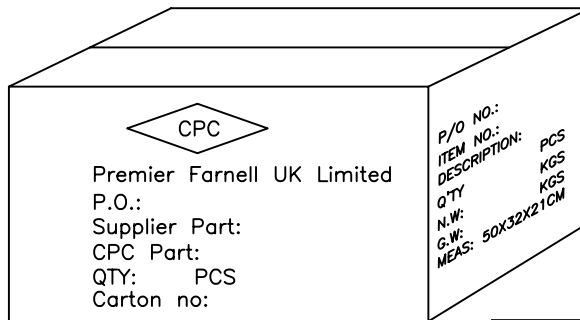 CPC
Premier Farnell UK Limited
P.O.:
Supplier Part:
CPC Part:
QTY: PCS
Carton no:
P/O NO.:
ITEM NO.:
DESCRIPTION:
Q'TY PCS
N.W: KGS
G.W: KGS
MEAS: 50X32X21CM